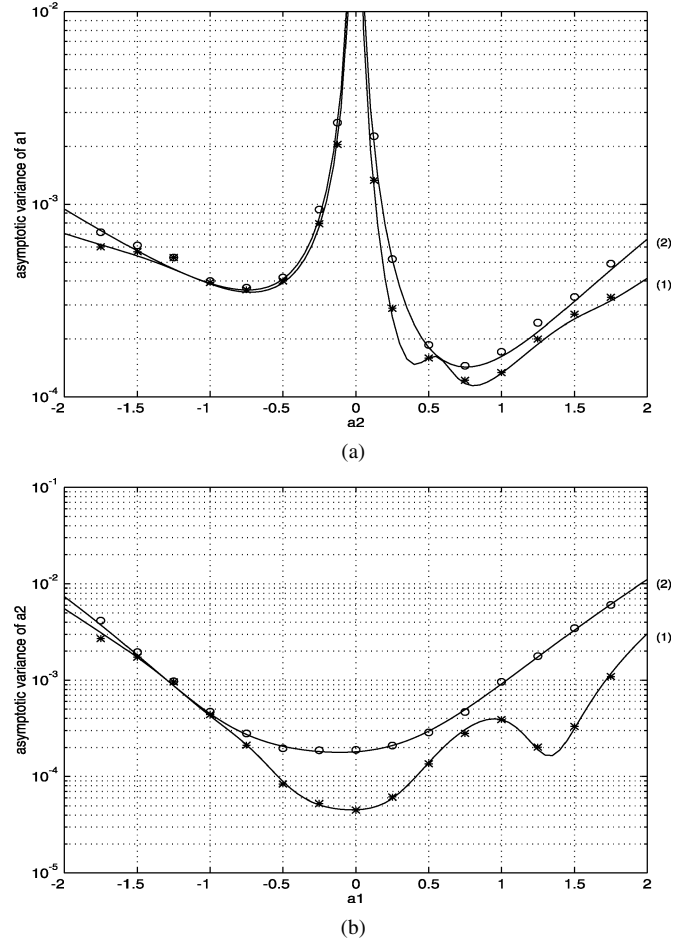 10^-2
asymptotic variance of a1
10^-3
(2)
(1)
10^-4
-2 -1.5 -1 -0.5 0 0.5 1 1.5 2
a2
(a)
10^-1
10^-2
(2)
asymptotic variance of a2
(1)
10^-3
10^-4
10^-5
-2 -1.5 -1 -0.5 0 0.5 1 1.5 2
a1
(b)